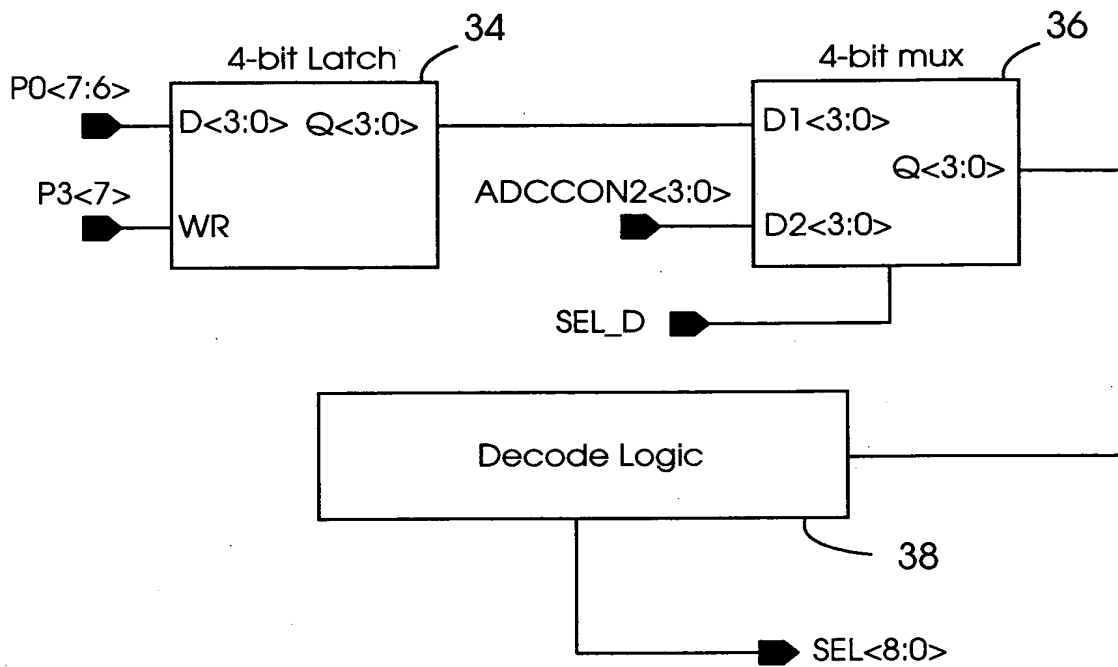 34
4-bit Latch
P0<7:6>
D<3:0> Q<3:0>
P3<7>
WR
36
4-bit mux
D1<3:0>
Q<3:0>
ADCCON2<3:0>
D2<3:0>
SEL_D
Decode Logic
38
SEL<8:0>